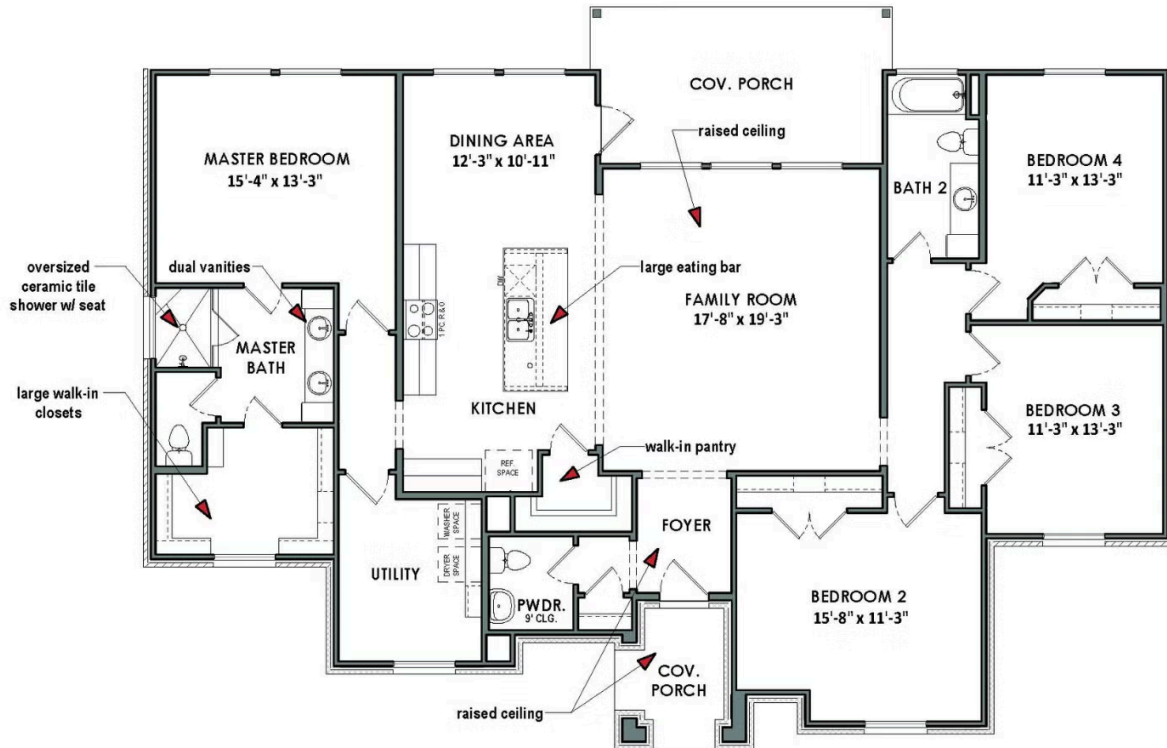 COV. PORCH
raised ceiling
DINING AREA
12'-3" x 10'-11"
MASTER BEDROOM
15'-4" x 13'-3"
BEDROOM 4
11'-3" x 13'-3"
BATH 2
oversized
ceramic tile
shower w/ seat
dual vanities
large eating bar
DW
1 PC. R & O
FAMILY ROOM
17'-8" x 19'-3"
MASTER
BATH
large walk-in
closets
KITCHEN
BEDROOM 3
11'-3" x 13'-3"
walk-in pantry
REF.
SPACE
WASHER
SPACE
DRYER
SPACE
FOYER
UTILITY
PWDR.
9' CLG.
BEDROOM 2
15'-8" x 11'-3"
COV.
PORCH
raised ceiling